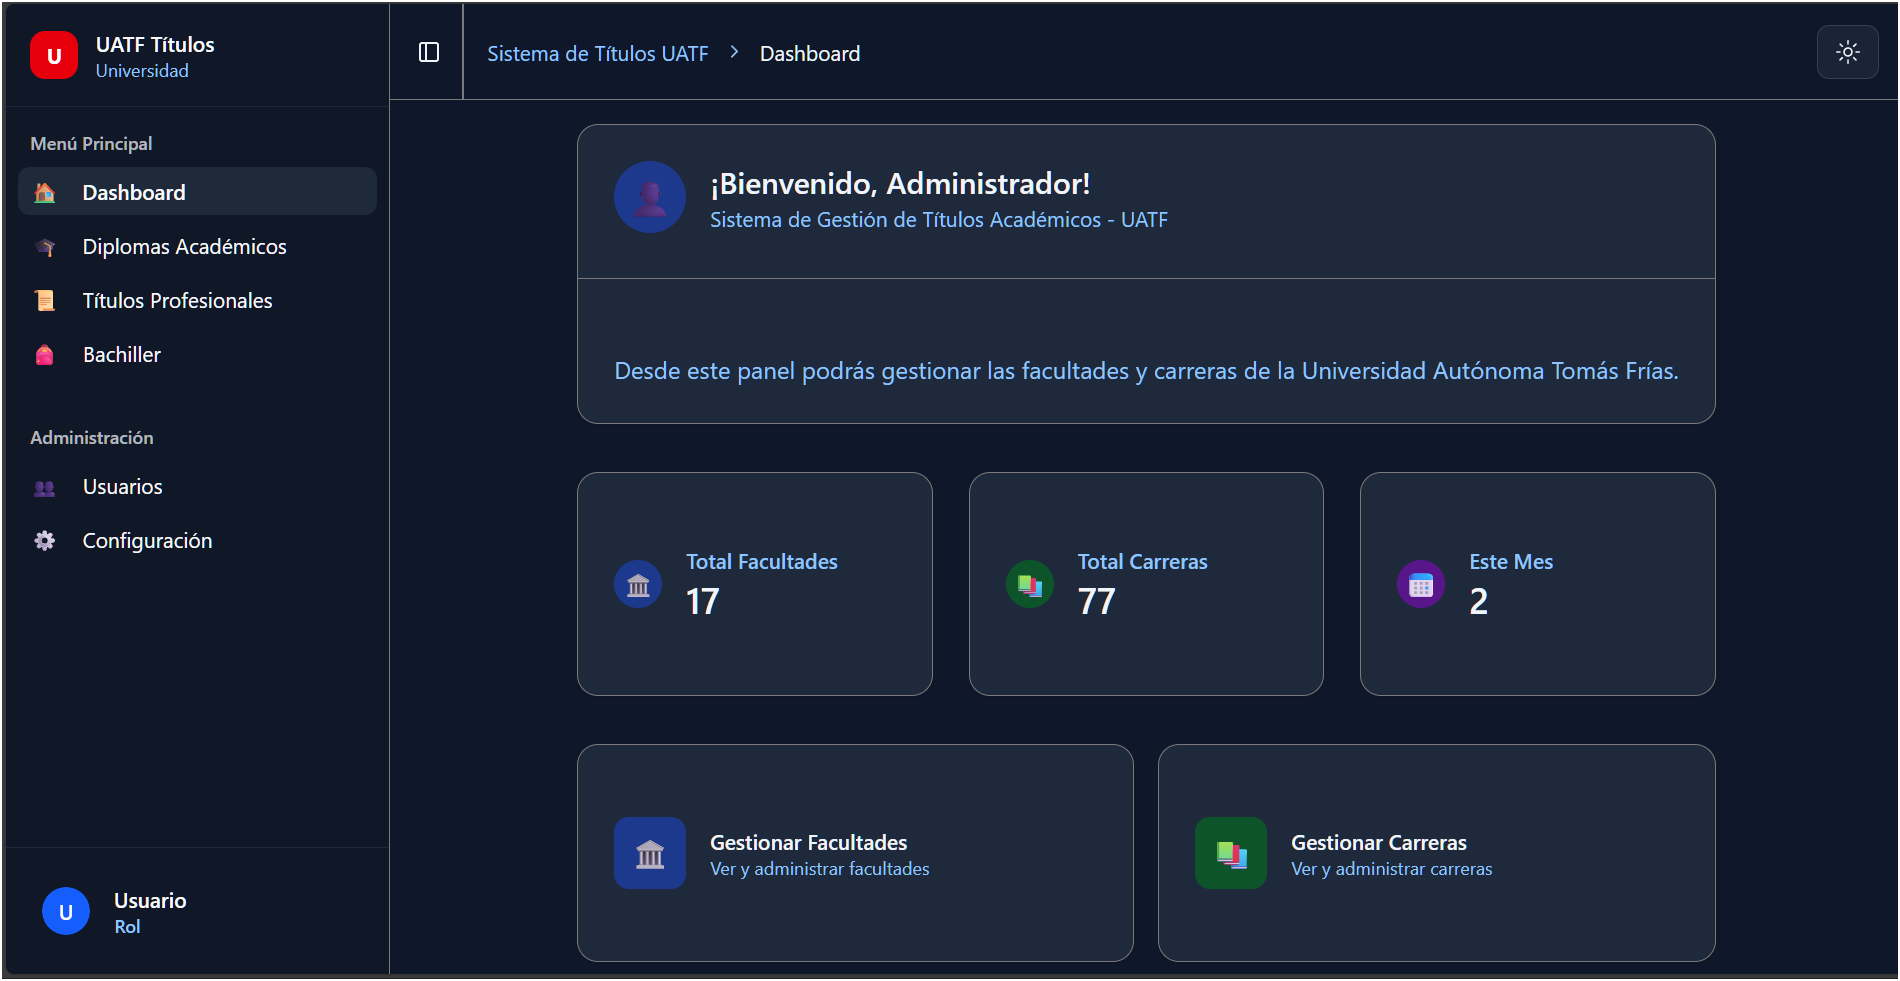 U
UATF Títulos
Universidad
Menú Principal
Dashboard
Diplomas Académicos
Títulos Profesionales
Bachiller
Administración
Usuarios
Configuración
U
Usuario
Rol
Sistema de Títulos UATF > Dashboard
¡Bienvenido, Administrador!
Sistema de Gestión de Títulos Académicos - UATF
Desde este panel podrás gestionar las facultades y carreras de la Universidad Autónoma Tomás Frías.
Total Facultades
17
Total Carreras
77
Este Mes
2
Gestionar Facultades
Ver y administrar facultades
Gestionar Carreras
Ver y administrar carreras